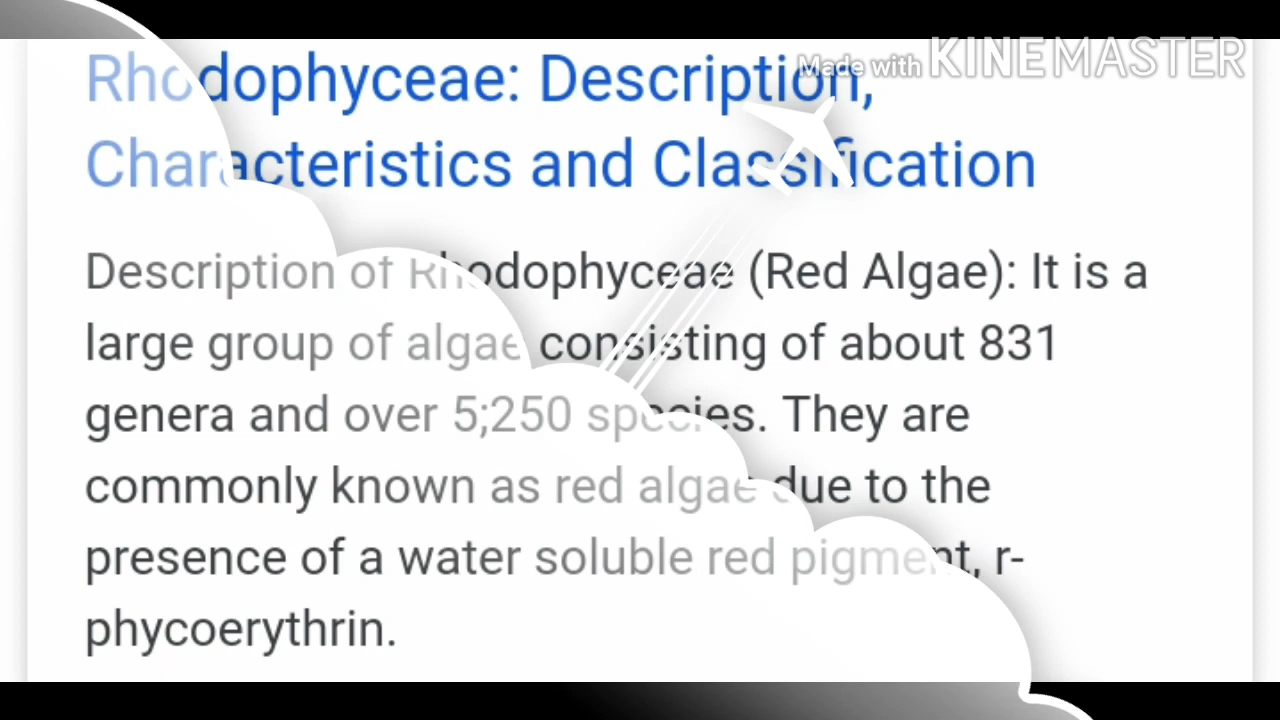 Made with KINEMASTER
Rhodophyceae: Description,
Characteristics and Classification
Description of Rhodophyceae (Red Algae): It is a
large group of algae consisting of about 831
genera and over 5;250 species. They are
commonly known as red algae due to the
presence of a water soluble red pigment, r-
phycoerythrin.